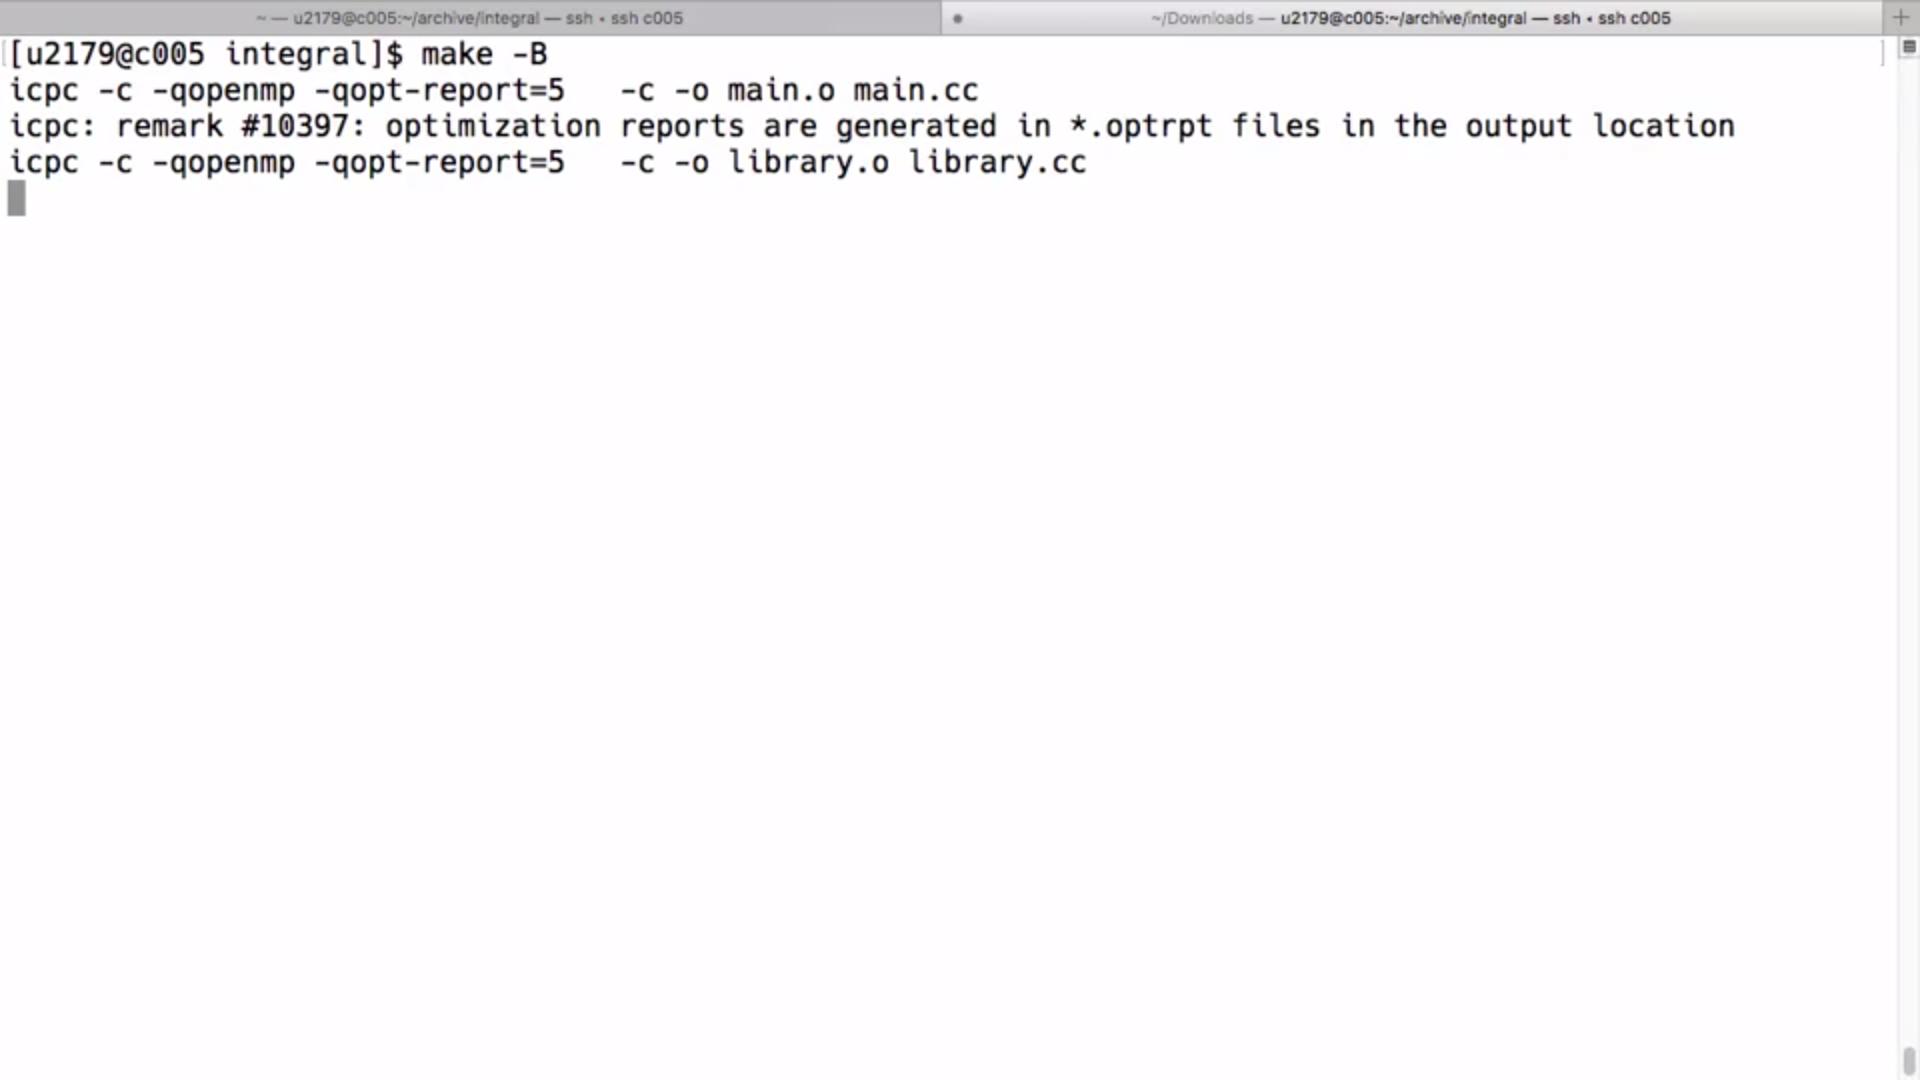 ~ — u2179@c005:~/archive/integral — ssh • ssh c005
~/Downloads — u2179@c005:~/archive/integral — ssh • ssh c005
[u2179@c005 integral]$ make -B
icpc -c -qopenmp -qopt-report=5   -c -o main.o main.cc
icpc: remark #10397: optimization reports are generated in *.optrpt files in the output location
icpc -c -qopenmp -qopt-report=5   -c -o library.o library.cc